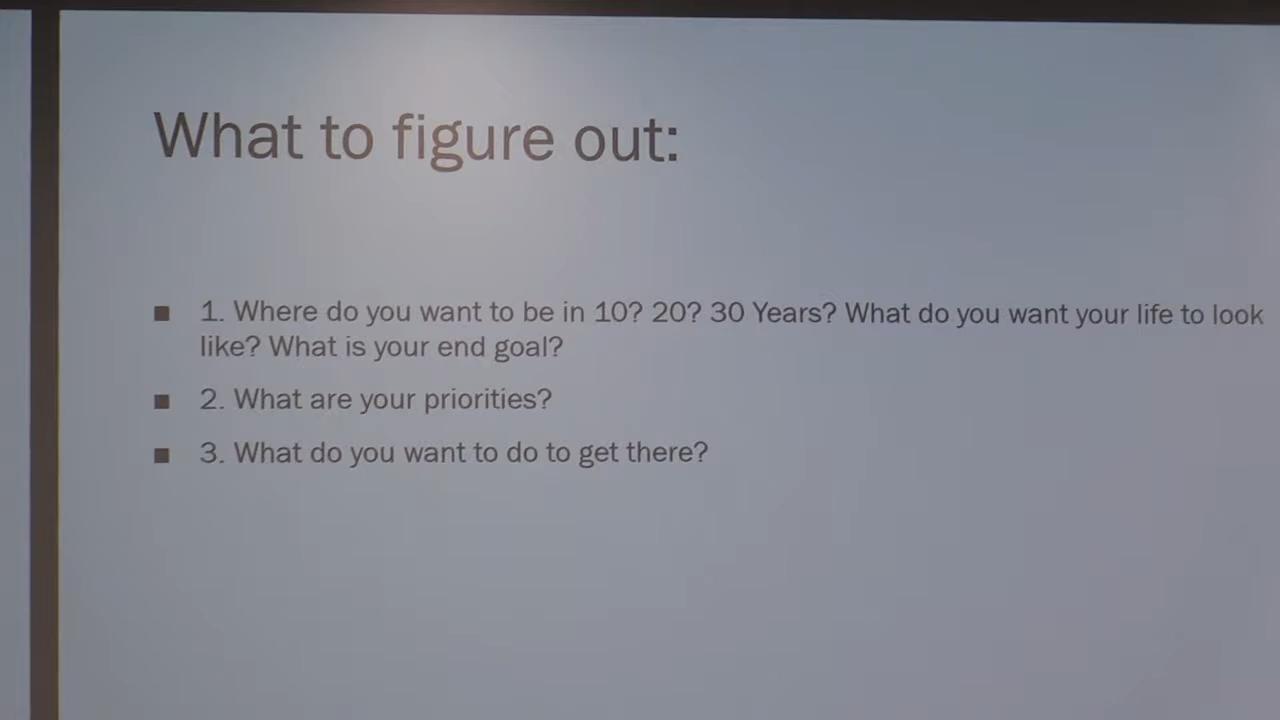 What to figure out:
■ 1. Where do you want to be in 10? 20? 30 Years? What do you want your life to look
like? What is your end goal?
■ 2. What are your priorities?
■ 3. What do you want to do to get there?